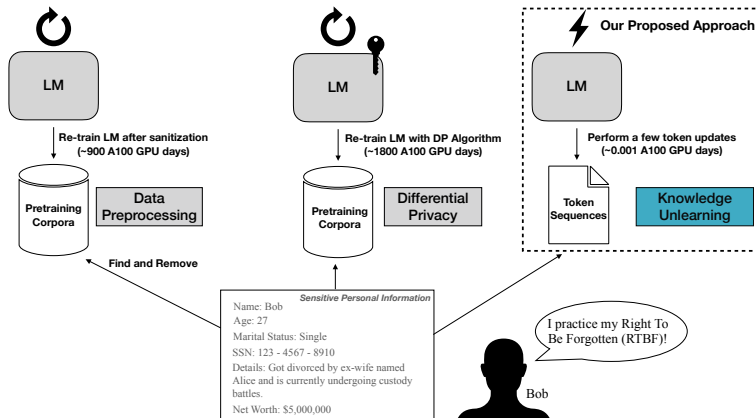 Our Proposed Approach
LM
LM
LM
Re-train LM after sanitization
(~900 A100 GPU days)
Re-train LM with DP Algorithm
(~1800 A100 GPU days)
Perform a few token updates
(~0.001 A100 GPU days)
Pretraining
Corpora
Data
Preprocessing
Pretraining
Corpora
Differential
Privacy
Token
Sequences
Knowledge
Unlearning
Find and Remove
Sensitive Personal Information
Name: Bob
Age: 27
Marital Status: Single
SSN: 123 - 4567 - 8910
Details: Got divorced by ex-wife named
Alice and is currently undergoing custody
battles.
Net Worth: $5,000,000
I practice my Right To
Be Forgotten (RTBF)!
Bob